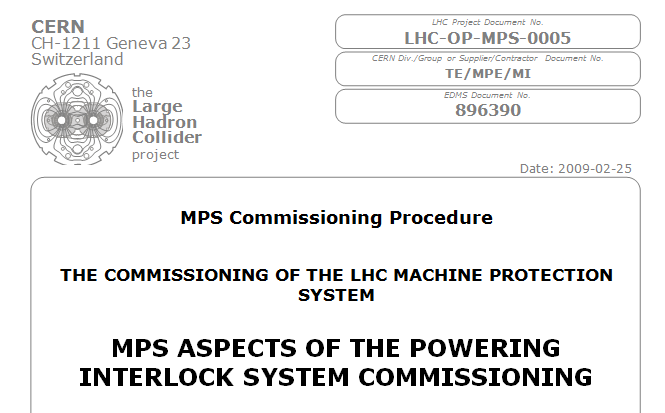 CERN
CH-1211 Geneva 23
Switzerland
the
Large
Hadron
Collider
project
LHC Project Document No.
LHC-OP-MPS-0005
CERN Div./Group or Supplier/Contractor Document No.
TE/MPE/MI
EDMS Document No.
896390
Date: 2009-02-25
MPS Commissioning Procedure
THE COMMISSIONING OF THE LHC MACHINE PROTECTION
SYSTEM
MPS ASPECTS OF THE POWERING
INTERLOCK SYSTEM COMMISSIONING